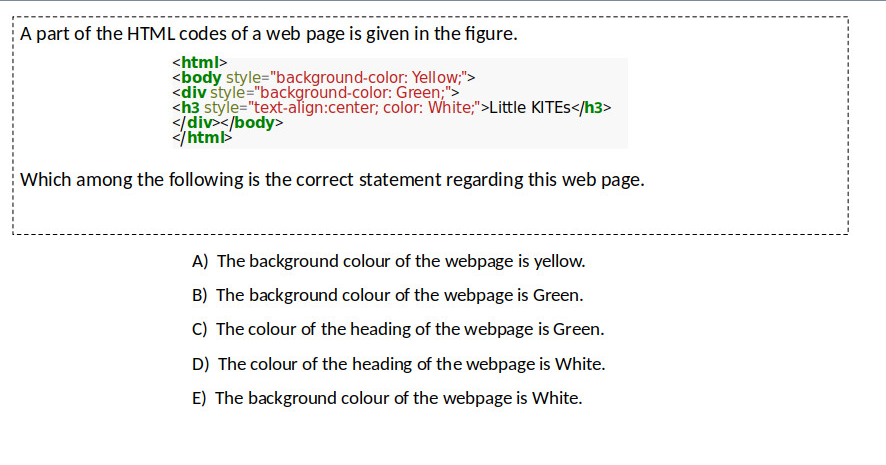 A part of the HTML codes of a web page is given in the figure.
<html>
<body style="background-color: Yellow;">
<div style="background-color: Green;">
<h3 style="text-align:center; color: White;">Little KITEs</h3>
</div></body>
</html>
Which among the following is the correct statement regarding this web page.
A) The background colour of the webpage is yellow.
B) The background colour of the webpage is Green.
C) The colour of the heading of the webpage is Green.
D) The colour of the heading of the webpage is White.
E) The background colour of the webpage is White.